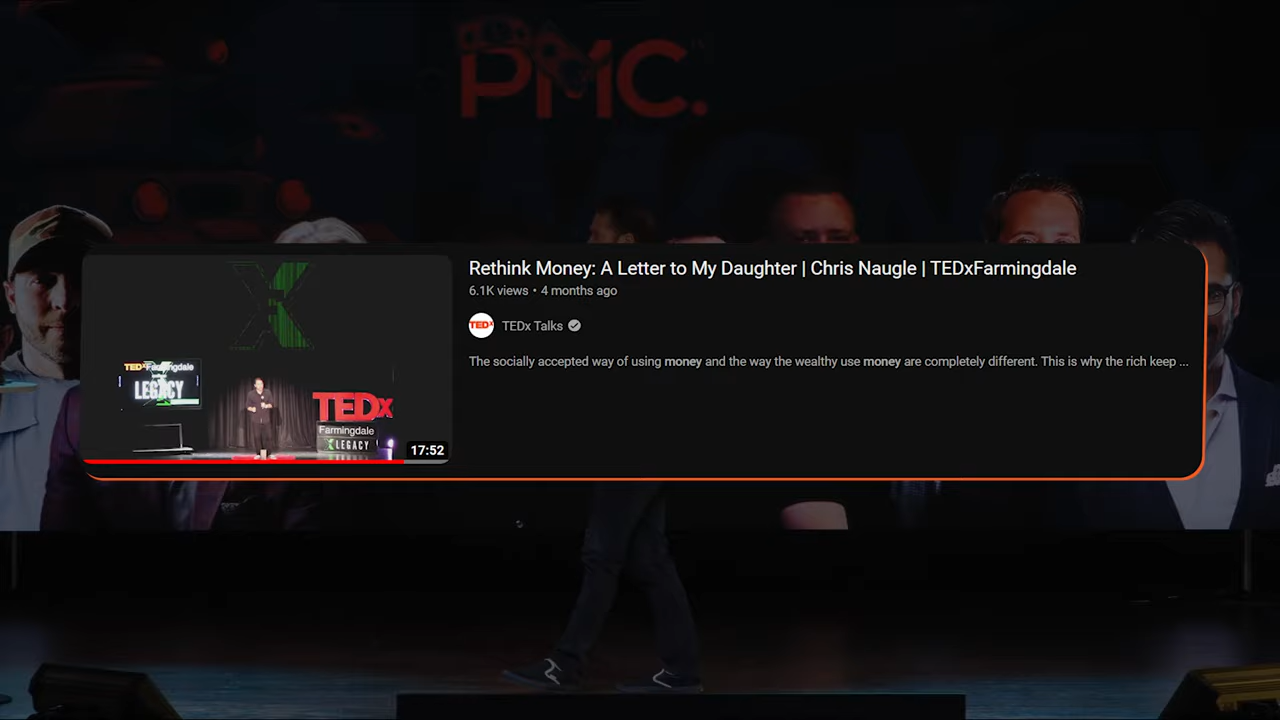 PMC.
Rethink Money: A Letter to My Daughter | Chris Naugle | TEDxFarmingdale
6.1K views • 4 months ago
TEDx
TEDx Talks
The socially accepted way of using money and the way the wealthy use money are completely different. This is why the rich keep ...
TEDx Farmingdale
LEGACY
TEDx
Farmingdale
X LEGACY
17:52